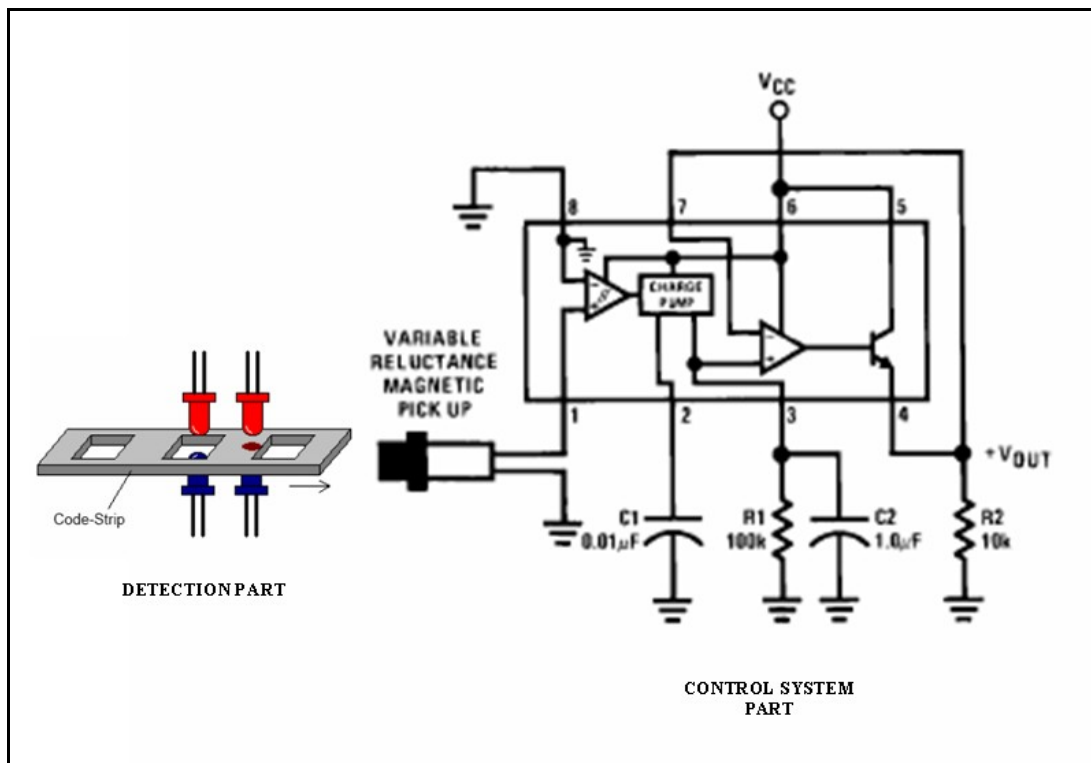 VCC
8 7 6 5
CHARGE
PUMP
VARIABLE
RELUCTANCE
MAGNETIC
PICK UP
1 2 3 4
+VOUT
C1
0.01μF
R1
100k
C2
1.0μF
R2
10k
Code-Strip
DETECTION PART
CONTROL SYSTEM
PART